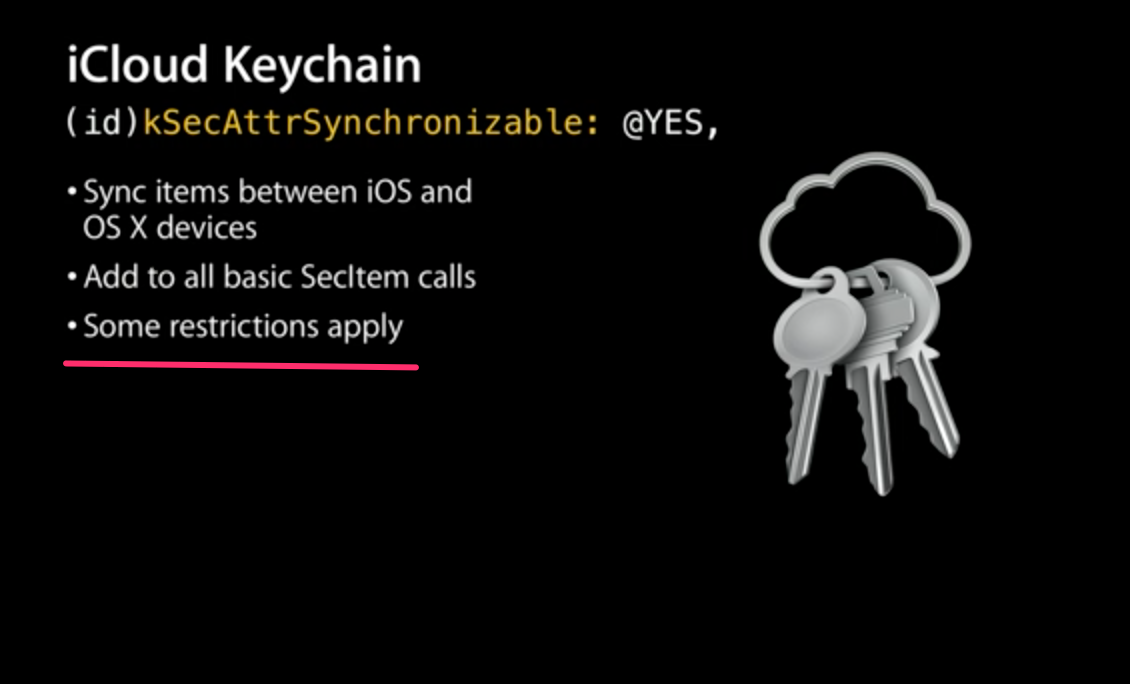 iCloud Keychain
(id)kSecAttrSynchronizable: @YES,
• Sync items between iOS and
OS X devices
• Add to all basic SecItem calls
• Some restrictions apply